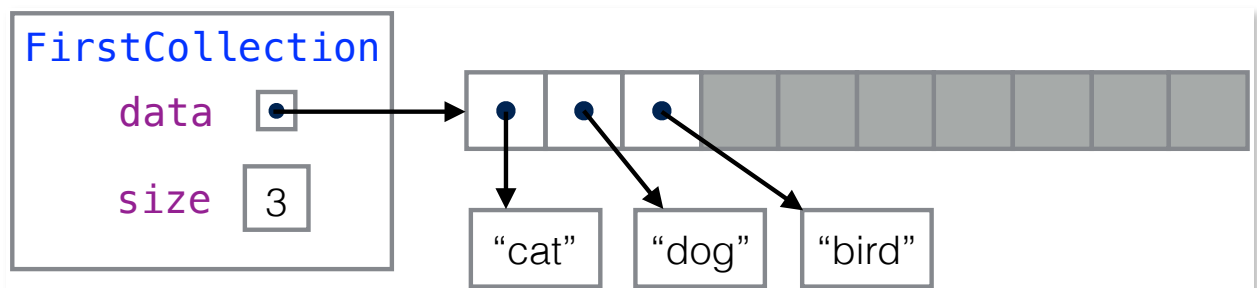 FirstCollection
data
size 3
“cat” “dog” “bird”